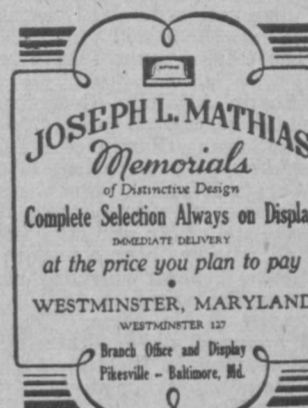 JOSEPH L. MATHIAS
Memorials
of Distinctive Design
Complete Selection Always on Displa
IMMEDIATE DELIVERY
at the price you plan to pay
WESTMINSTER, MARYLAND
WESTMINSTER 127
Branch Office and Display
Pikesville – Baltimore, Md.